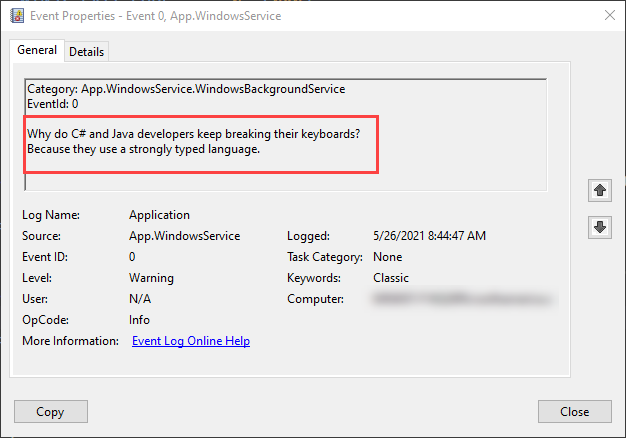 Event Properties - Event 0, App.WindowsService
General
Details
Category: App.WindowsService.WindowsBackgroundService
EventId: 0
Why do C# and Java developers keep breaking their keyboards?
Because they use a strongly typed language.
Log Name: Application
Source: App.WindowsService Logged: 5/26/2021 8:44:47 AM
Event ID: 0 Task Category: None
Level: Warning Keywords: Classic
User: N/A Computer:
OpCode: Info
More Information: Event Log Online Help
Copy
Close